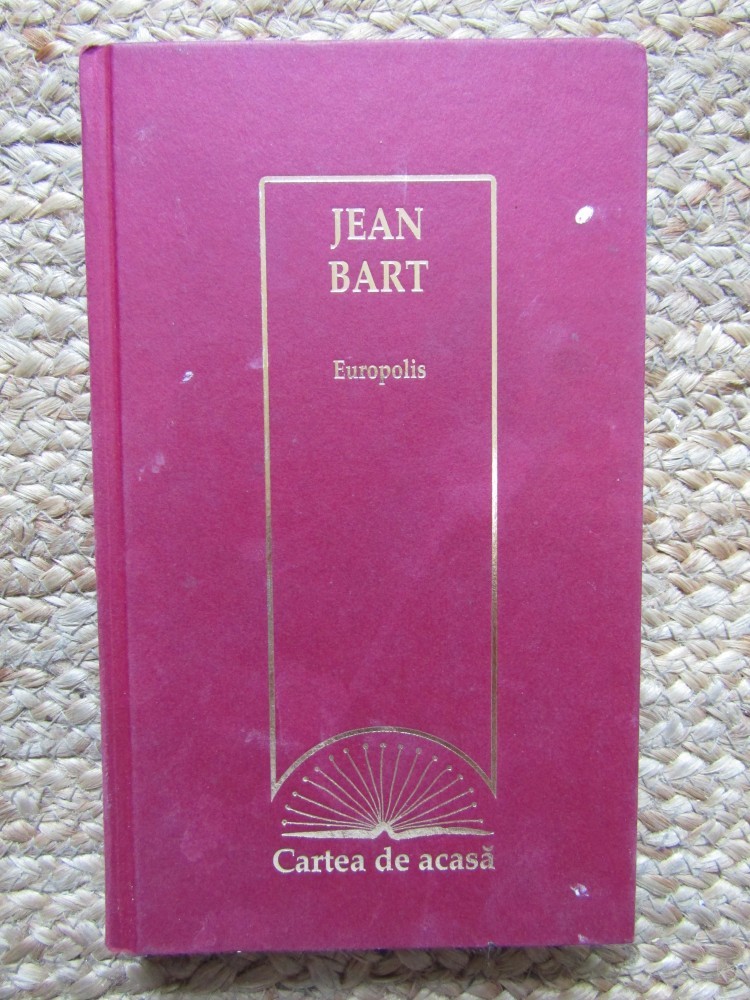 JEAN
BART
Europolis
Cartea de acasă